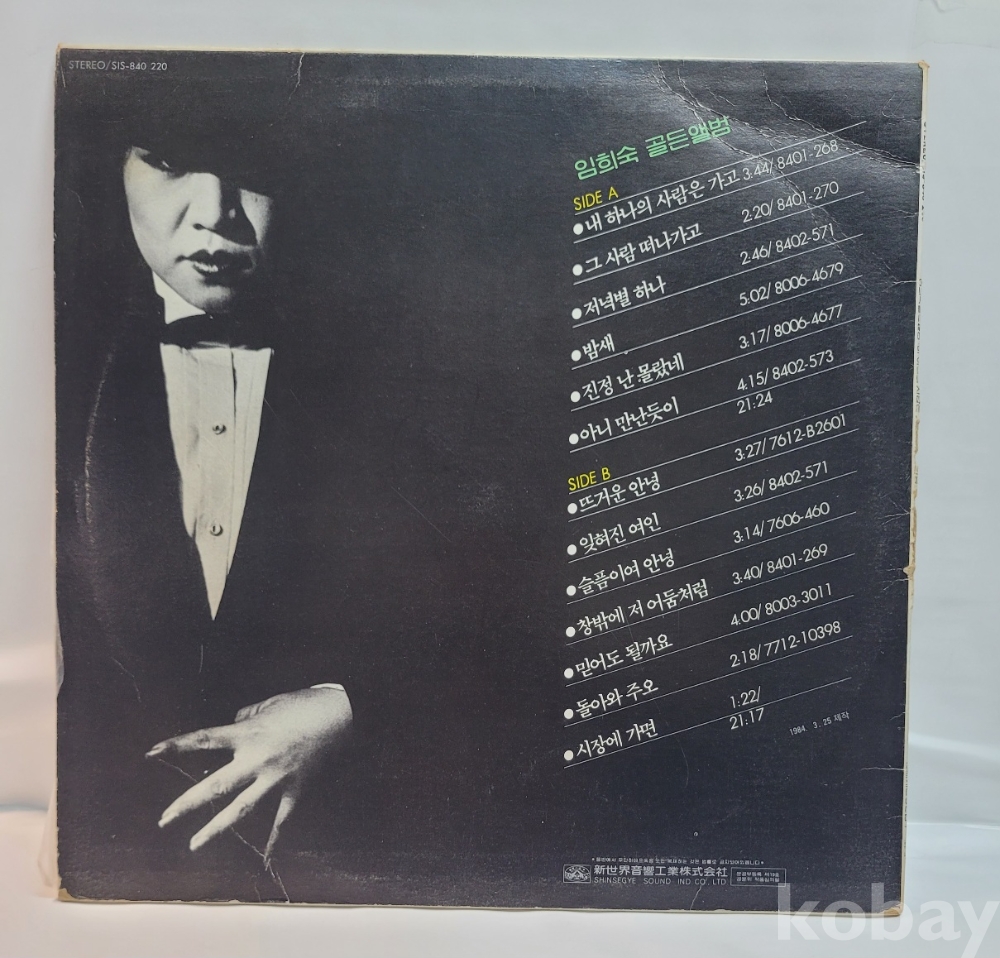 STEREO/SIS-840 220
임희숙 골든앨범
SIDE A
●내 하나의 사람은 가고 3:44/ 8401-268
●그 사람 떠나가고 2:20/ 8401-270
●저녁별 하나 2:46/ 8402-571
●밤새 5:02/ 8006-4679
●진정 난 몰랐네 3:17/ 8006-4677
●아니 만난듯이 4:15/ 8402-573
21:24
SIDE B
●뜨거운 안녕 3:27/ 7612-B2601
●잊혀진 여인 3:26/ 8402-571
●슬픔이여 안녕 3:14/ 7606-460
●창밖에 저 어둠처럼 3:40/ 8401-269
●믿어도 될까요 4:00/ 8003-3011
●돌아와 주오 2:18/ 7712-10398
●시장에 가면 1:22/
21:17
1984. 3. 25 제작
新世界音響工業株式会社
SHINSEGYE SOUND IND CO. LTD
kobay